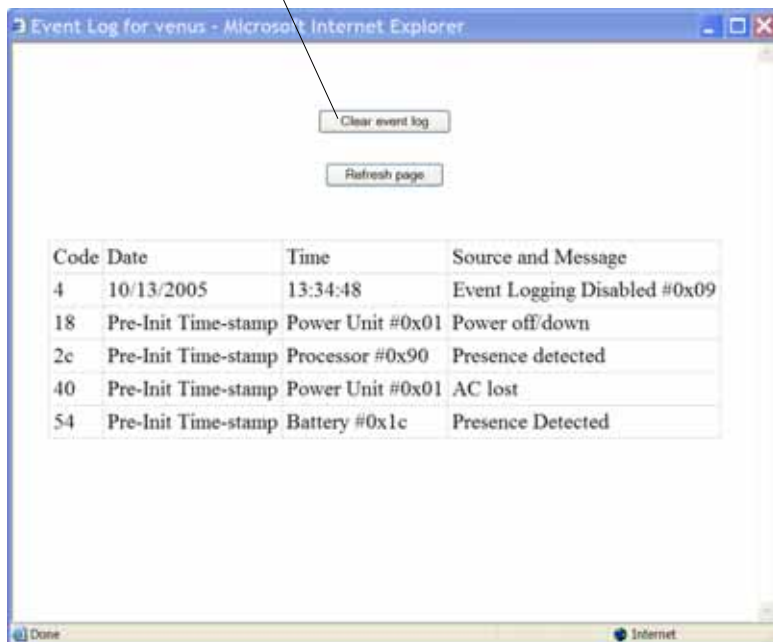 Event Log for venus - Microsoft Internet Explorer
Clear event log
Refresh page
Code Date Time Source and Message
4 10/13/2005 13:34:48 Event Logging Disabled #0x09
18 Pre-Init Time-stamp Power Unit #0x01 Power off/down
2c Pre-Init Time-stamp Processor #0x90 Presence detected
40 Pre-Init Time-stamp Power Unit #0x01 AC lost
54 Pre-Init Time-stamp Battery #0x1c Presence Detected
Done Internet